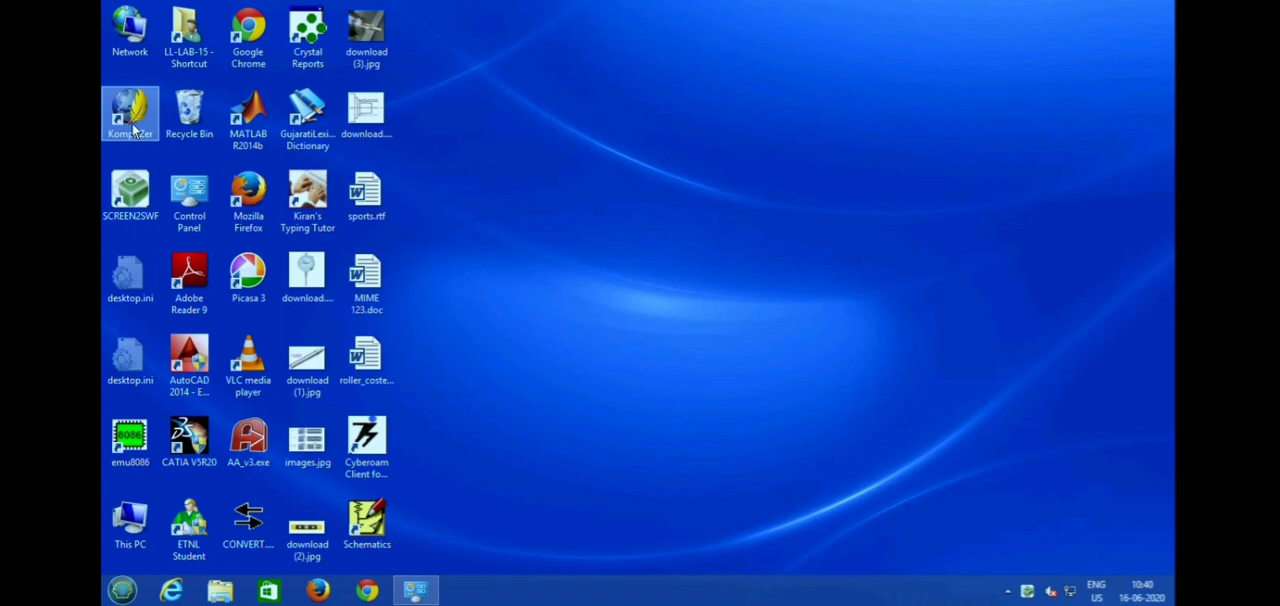 Network
LL-LAB-15 -
Shortcut
Google
Chrome
Crystal
Reports
download
(3).jpg
Recycle Bin
MATLAB
R2014b
GujaratiLexi...
Dictionary
download....
SCREEN2SWF
Control
Panel
Mozilla
Firefox
Kiran's
Typing Tutor
sports.rtf
desktop.ini
Adobe
Reader 9
Picasa 3
download....
MIME
123.doc
desktop.ini
AutoCAD
2014 - E...
VLC media
player
download
(1).jpg
roller_coste...
8086
emu8086
CATIA V5R20
AA_v3.exe
images.jpg
Cyberoam
Client fo...
This PC
ETNL
Student
CONVERT....
download
(2).jpg
Schematics
ENG
US
10:40
16-06-2020